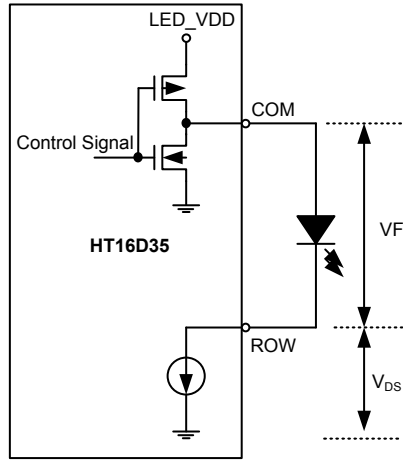 LED_VDD
COM
Control Signal
VF
HT16D35
ROW
VDS